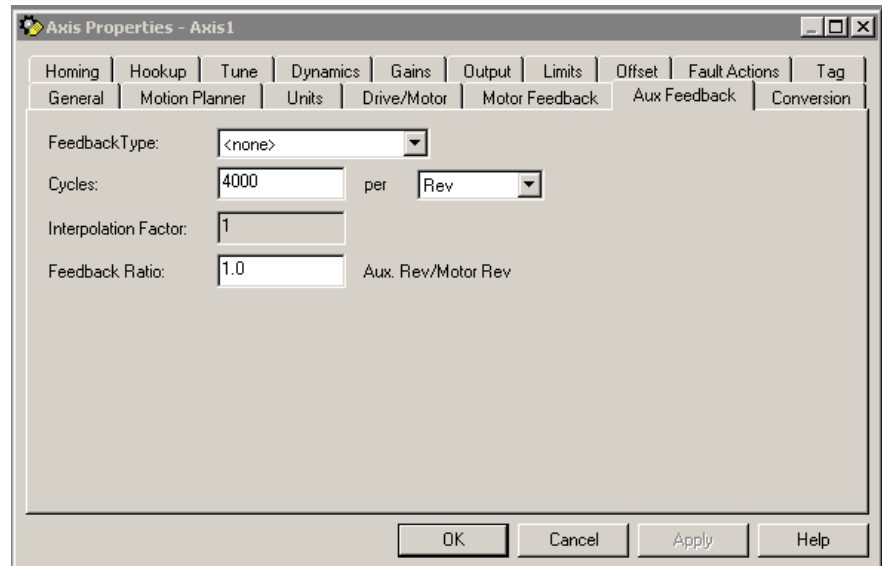 Axis Properties - Axis1
Homing Hookup Tune Dynamics Gains Output Limits Offset Fault Actions Tag
General Motion Planner Units Drive/Motor Motor Feedback Aux Feedback Conversion
FeedbackType: <none>
Cycles: 4000 per Rev
Interpolation Factor: 1
Feedback Ratio: 1.0 Aux. Rev/Motor Rev
OK Cancel Apply Help